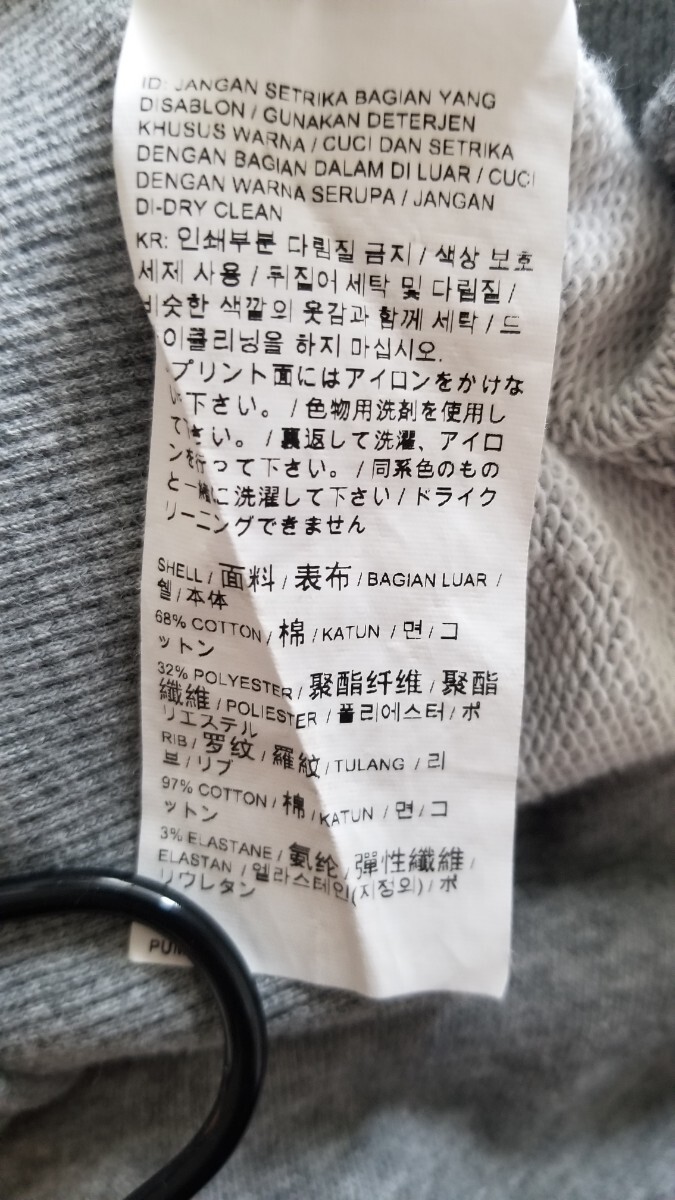 ID: JANGAN SETRIKA BAGIAN YANG
DISABLON / GUNAKAN DETERJEN
KHUSUS WARNA / CUCI DAN SETRIKA
DENGAN BAGIAN DALAM DI LUAR / CUCI
DENGAN WARNA SERUPA / JANGAN
DI-DRY CLEAN
KR: 인쇄부분 다림질 금지 / 색상 보호
세제 사용 / 뒤집어 세탁 및 다림질 /
비슷한 색깔의 옷감과 함께 세탁 / 드
이클리닝을 하지 마십시오.
プリント面にはアイロンをかけな
い下さい。 / 色物用洗剤を使用し
て下さい。 / 裏返して洗濯、アイロ
ンを行って下さい。 / 同系色のもの
と一緒に洗濯して下さい / ドライク
リーニングできません
SHELL / 面料 / 表布 / BAGIAN LUAR /
쉘 / 本体
68% COTTON / 棉 / KATUN / 면 / コ
ットン
32% POLYESTER / 聚酯纤维 / 聚酯
纖維 / POLIESTER / 폴리에스터 / ポ
リエステル
RIB / 罗纹 / 羅紋 / TULANG / 리
브 / リブ
97% COTTON / 棉 / KATUN / 면 / コ
ットン
3% ELASTANE / 氨纶 / 彈性纖維 /
ELASTAN / 엘라스테인(지정외) / ポ
リウレタン